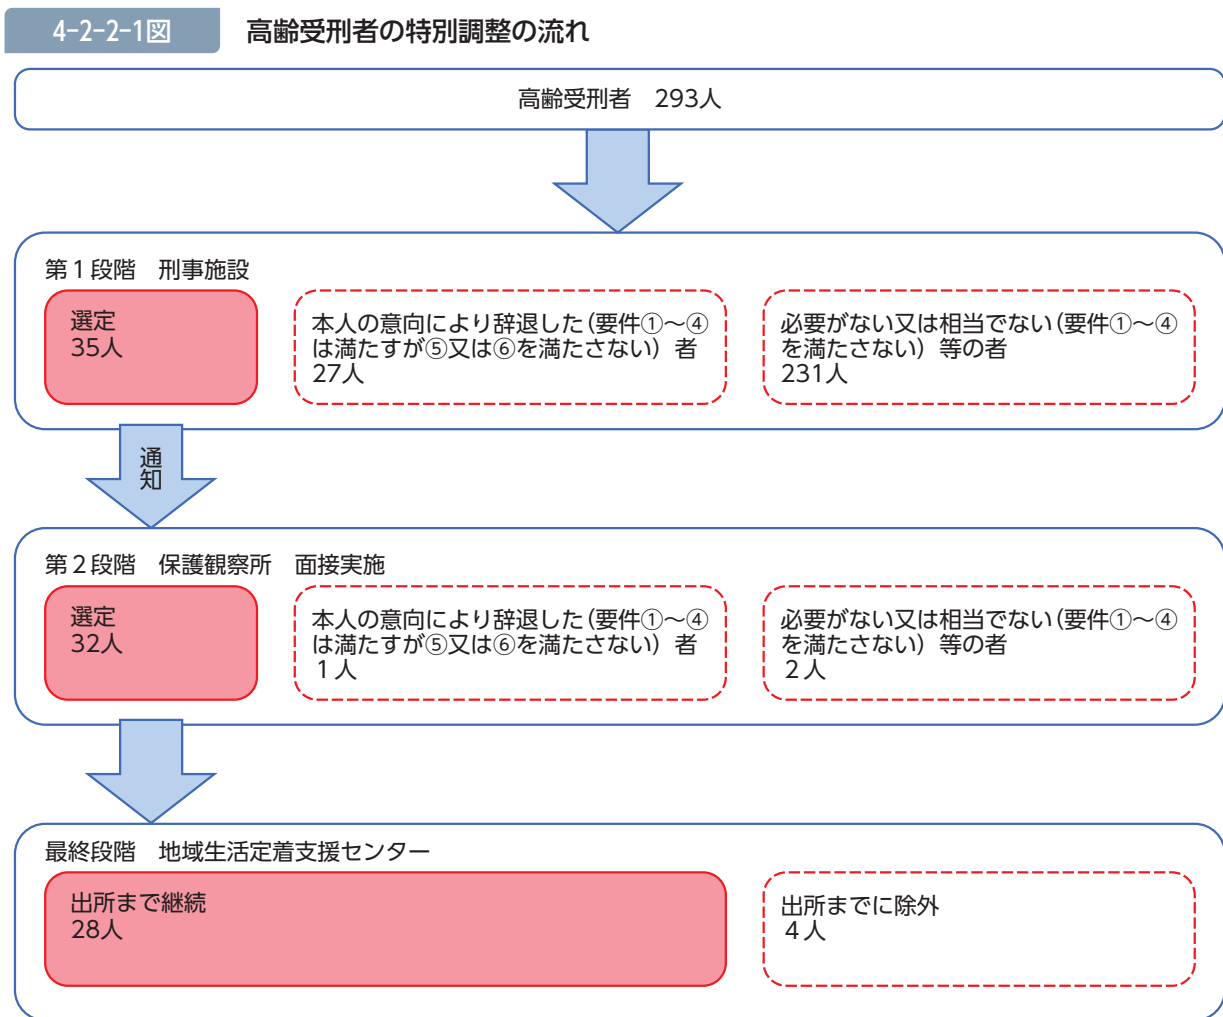 4-2-2-1図 高齢受刑者の特別調整の流れ
高齢受刑者　293人
第1段階　刑事施設
選定
35人
本人の意向により辞退した（要件①～④
は満たすが⑤又は⑥を満たさない）者
27人
必要がない又は相当でない（要件①～④
を満たさない）等の者
231人
通知
第2段階　保護観察所　面接実施
選定
32人
本人の意向により辞退した（要件①～④
は満たすが⑤又は⑥を満たさない）者
1人
必要がない又は相当でない（要件①～④
を満たさない）等の者
2人
最終段階　地域生活定着支援センター
出所まで継続
28人
出所までに除外
4人